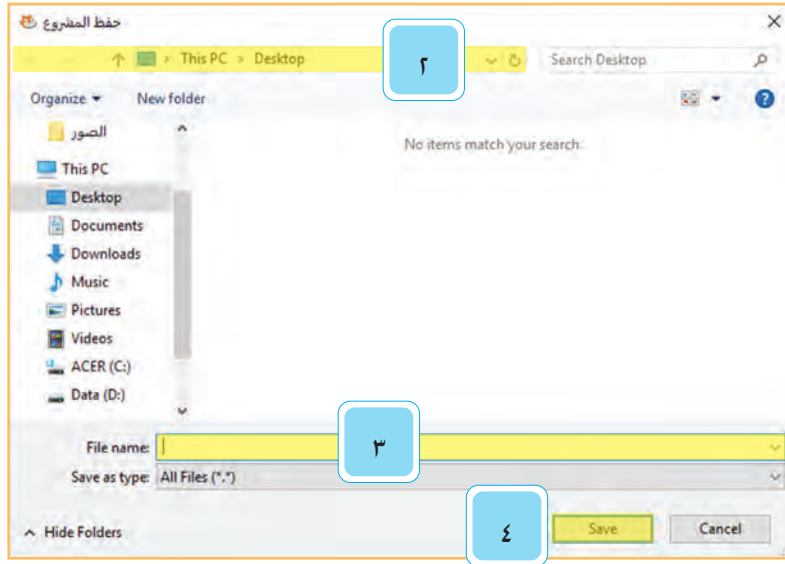 حفظ المشروع
This PC > Desktop
٢
Search Desktop
Organize
New folder
الصور
This PC
Desktop
Documents
Downloads
Music
Pictures
Videos
ACER (C:)
Data (D:)
No items match your search.
File name:
٣
Save as type: All Files (*.*)
Hide Folders
٤
Save
Cancel